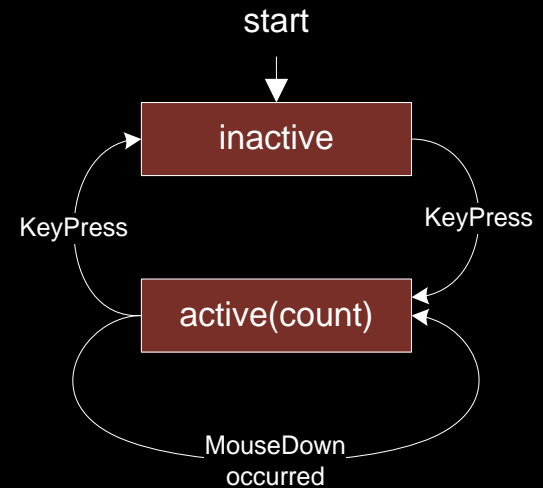 start
inactive
KeyPress
KeyPress
active(count)
MouseDown
occurred